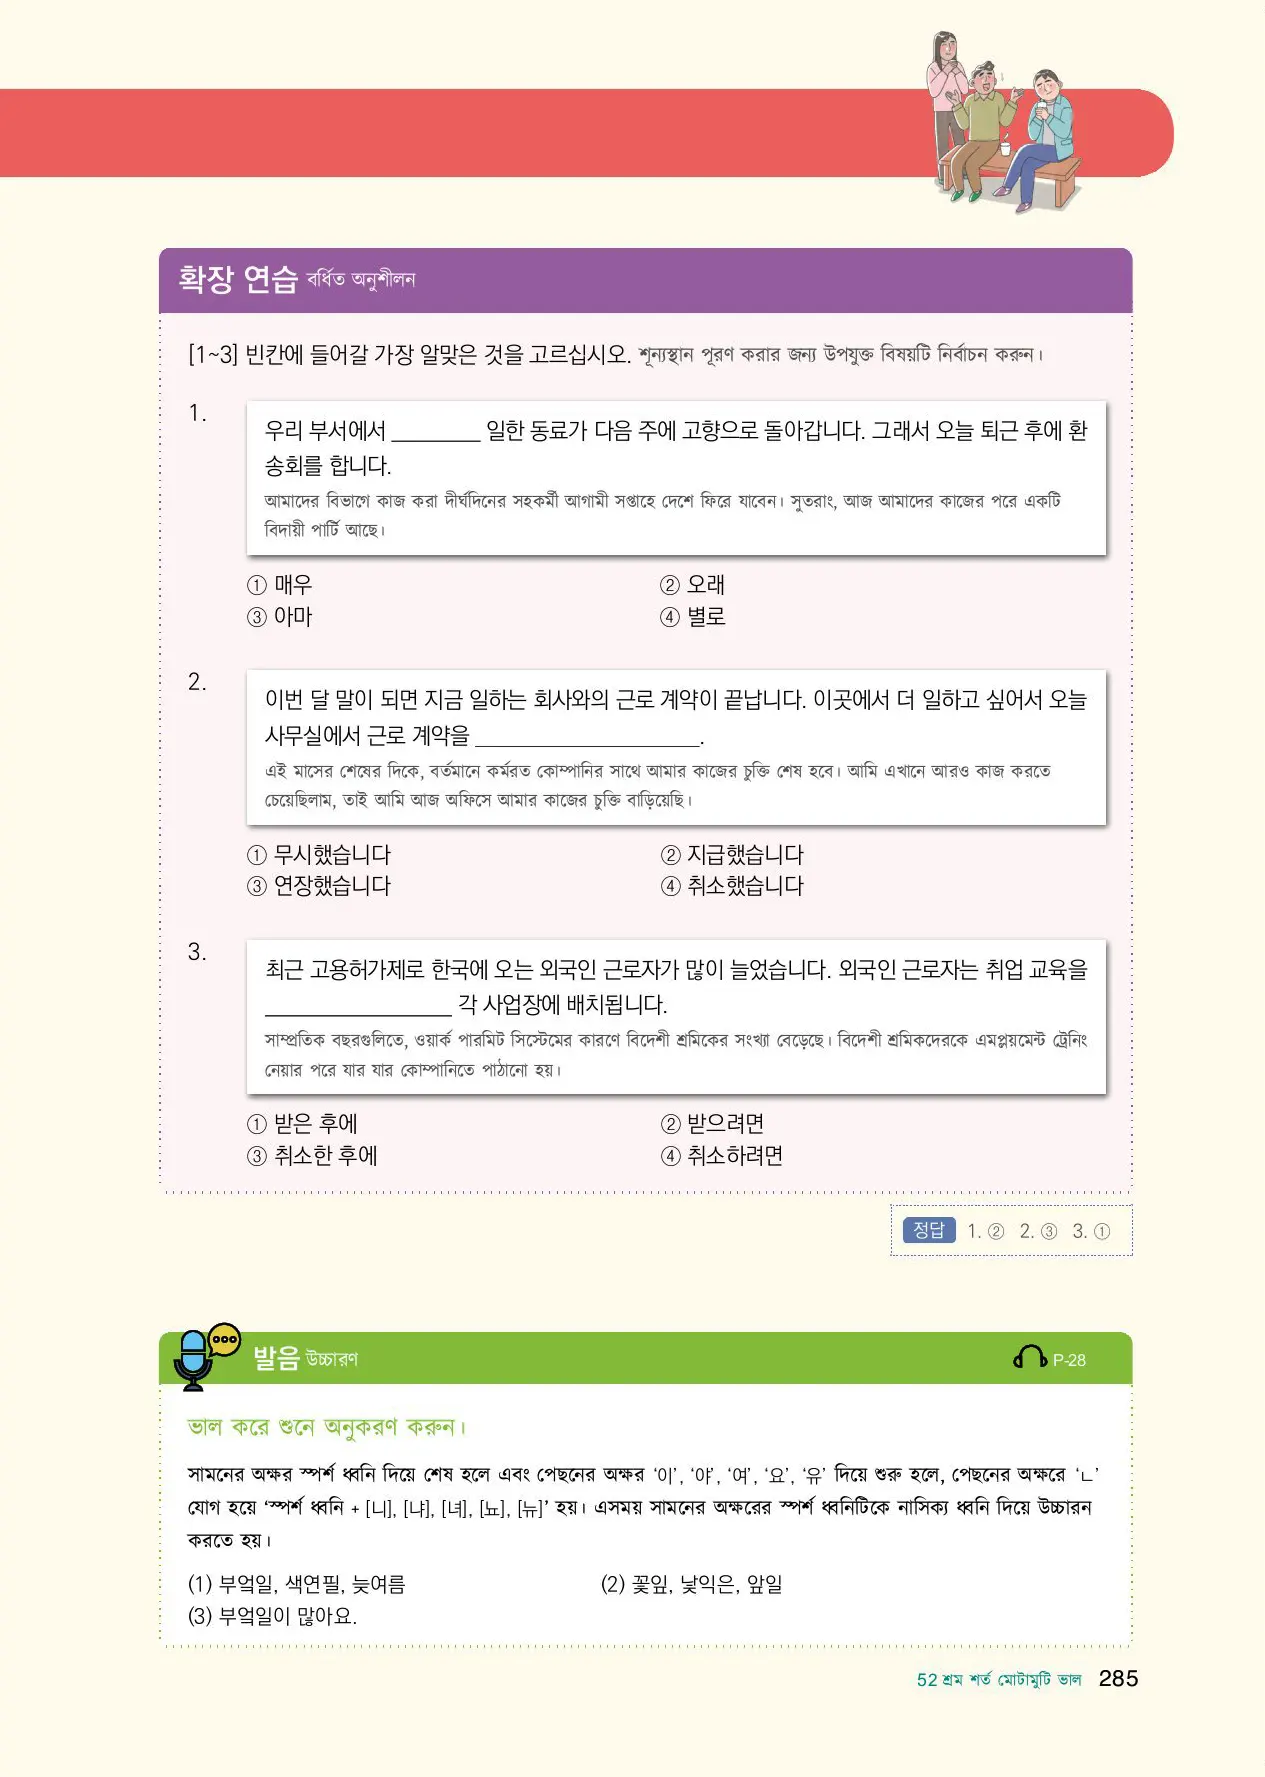 확장 연습 বর্ধিত অনুশীলন
[1~3] 빈칸에 들어갈 가장 알맞은 것을 고르십시오. শূন্যস্থান পূরণ করার জন্য উপযুক্ত বিষয়টি নির্বাচন করুন।
1.
우리 부서에서 ________ 일한 동료가 다음 주에 고향으로 돌아갑니다. 그래서 오늘 퇴근 후에 환
송회를 합니다.
আমাদের বিভাগে কাজ করা দীর্ঘদিনের সহকর্মী আগামী সপ্তাহে দেশে ফিরে যাবেন। সুতরাং, আজ আমাদের কাজের পরে একটি
বিদায়ী পার্টি আছে।
① 매우 ② 오래
③ 아마 ④ 별로
2.
이번 달 말이 되면 지금 일하는 회사와의 근로 계약이 끝납니다. 이곳에서 더 일하고 싶어서 오늘
사무실에서 근로 계약을 ____________________.
এই মাসের শেষের দিকে, বর্তমানে কর্মরত কোম্পানির সাথে আমার কাজের চুক্তি শেষ হবে। আমি এখানে আরও কাজ করতে
চেয়েছিলাম, তাই আমি আজ অফিসে আমার কাজের চুক্তি বাড়িয়েছি।
① 무시했습니다 ② 지급했습니다
③ 연장했습니다 ④ 취소했습니다
3.
최근 고용허가제로 한국에 오는 외국인 근로자가 많이 늘었습니다. 외국인 근로자는 취업 교육을
_________________ 각 사업장에 배치됩니다.
সাম্প্রতিক বছরগুলিতে, ওয়ার্ক পারমিট সিস্টেমের কারণে বিদেশী শ্রমিকের সংখ্যা বেড়েছে। বিদেশী শ্রমিকদেরকে এমপ্লয়মেন্ট ট্রেনিং
নেয়ার পরে যার যার কোম্পানিতে পাঠানো হয়।
① 받은 후에 ② 받으려면
③ 취소한 후에 ④ 취소하려면
정답 1. ② 2. ③ 3. ①
발음 উচ্চারণ P-28
ভাল করে শুনে অনুকরণ করুন।
সামনের অক্ষর স্পর্শ ধ্বনি দিয়ে শেষ হলে এবং পেছনের অক্ষর ‘이’, ‘야’, ‘여’, ‘요’, ‘유’ দিয়ে শুরু হলে, পেছনের অক্ষরে ‘ㄴ’
যোগ হয়ে ‘স্পর্শ ধ্বনি + [니], [냐], [녀], [뇨], [뉴]’ হয়। এসময় সামনের অক্ষরের স্পর্শ ধ্বনিটিকে নাসিক্য ধ্বনি দিয়ে উচ্চারন
করতে হয়।
(1) 부엌일, 색연필, 늦여름 (2) 꽃잎, 낯익은, 앞일
(3) 부엌일이 많아요.
52 শ্রম শর্ত মোটামুটি ভাল 285